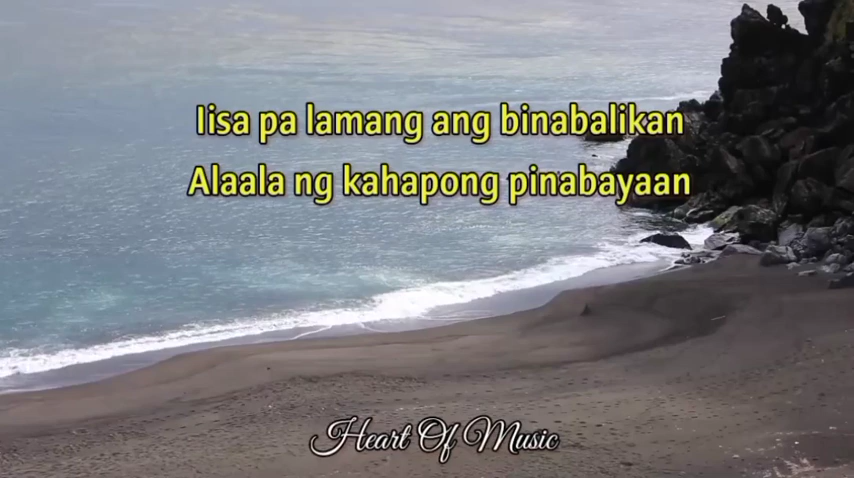 Iisa pa lamang ang binabalikan
Alaala ng kahapong pinabayaan
Heart Of Music